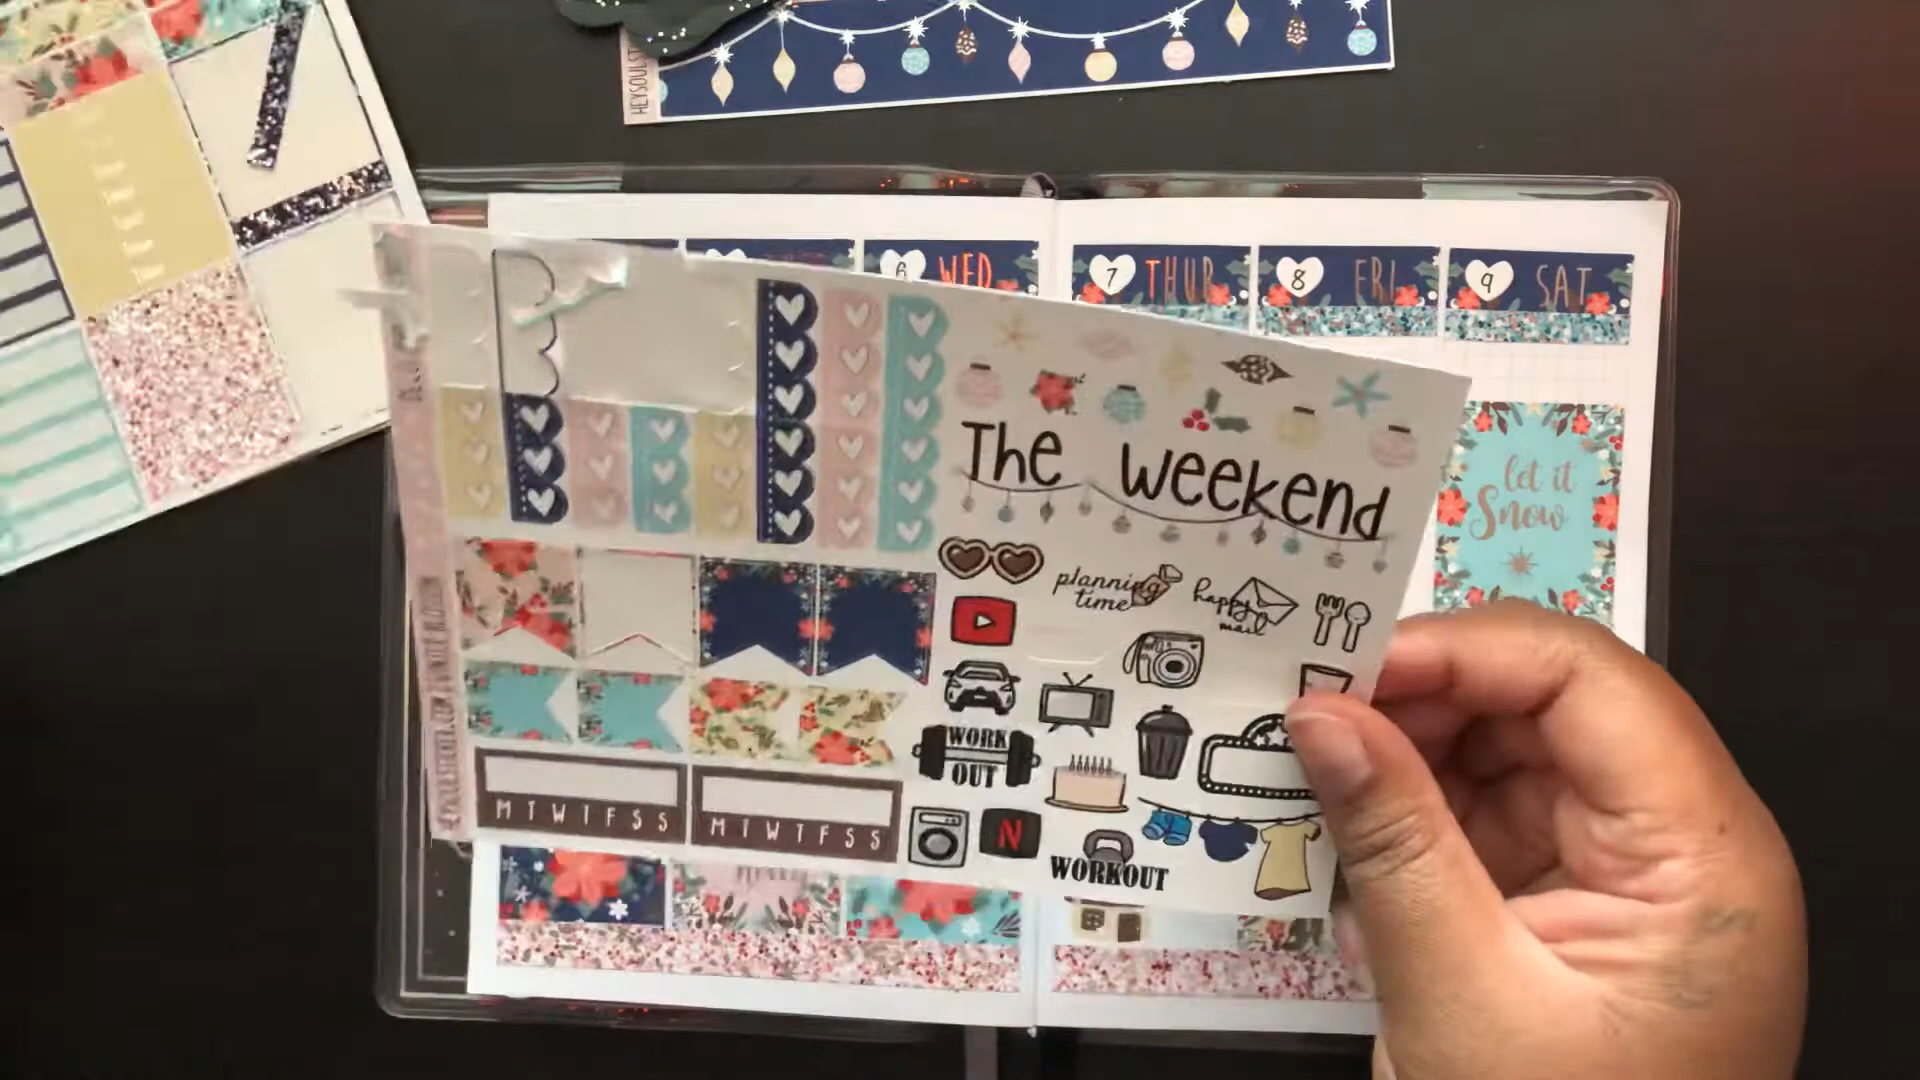 HEYSOULST
6 WED
7 THUR
8 FRI
9 SAT
The weekend
let it
Snow
planning
time
happy
mail
WORK
OUT
M T W T F S S
M T W T F S S
N
WORKOUT